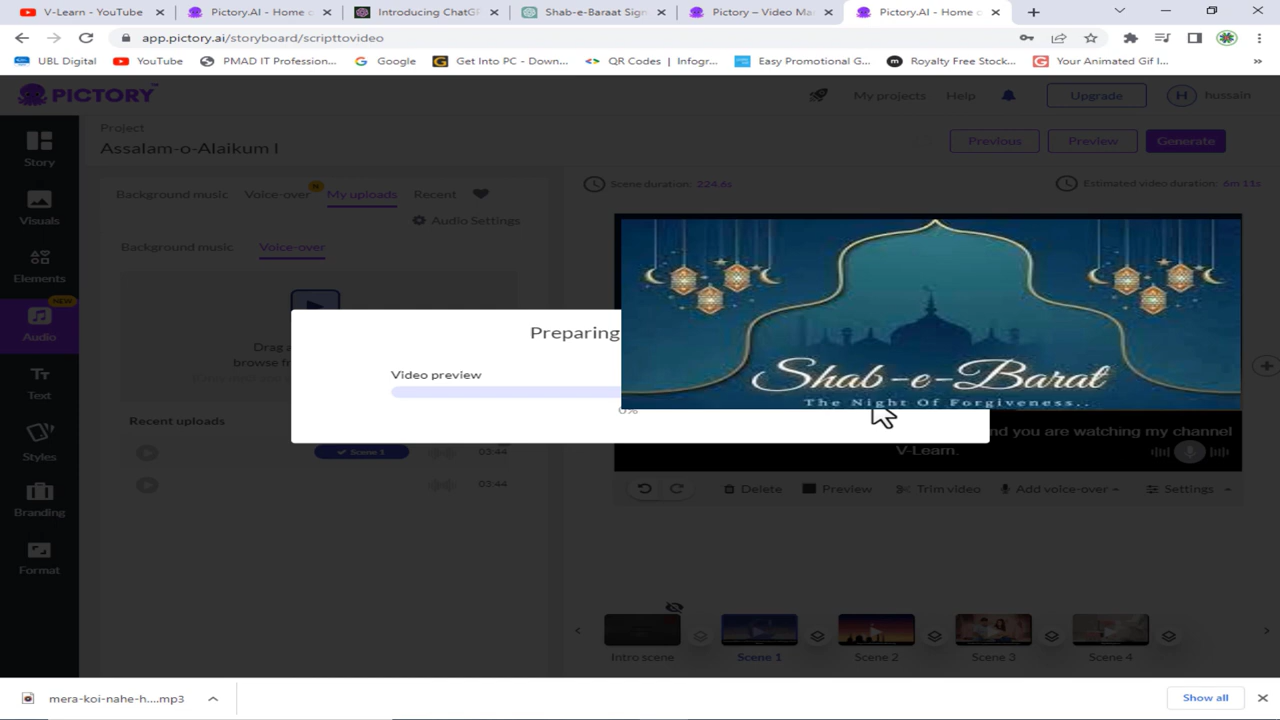 V-Learn - YouTube
Pictory.AI - Home o
Introducing ChatGP
Shab-e-Baraat Sign
Pictory – Video Ma
Pictory.AI - Home o
app.pictory.ai/storyboard/scripttovideo
UBL Digital
YouTube
PMAD IT Profession...
Google
Get Into PC - Down...
QR Codes | Infogr...
Easy Promotional G...
Royalty Free Stock...
Your Animated Gif I...
PICTORY
My projects
Help
Upgrade
H
hussain
Project
Assalam-o-Alaikum I
Previous
Preview
Generate
Story
Visuals
Elements
NEW
Audio
Text
Styles
Branding
Format
Background music
Voice-over
N
My uploads
Recent
Audio Settings
Background music
Voice-over
Drag a
browse fr
Recent uploads
Scene 1
03:44
03:44
Scene duration: 224.6s
Estimated video duration: 6m 11s
Preparing
Video preview
0%
Shab-e-Barat
The Night Of Forgiveness...
nd you are watching my channel
V-Learn.
Delete
Preview
Trim video
Add voice-over
Settings
Intro scene
Scene 1
Scene 2
Scene 3
Scene 4
mera-koi-nahe-h....mp3
Show all